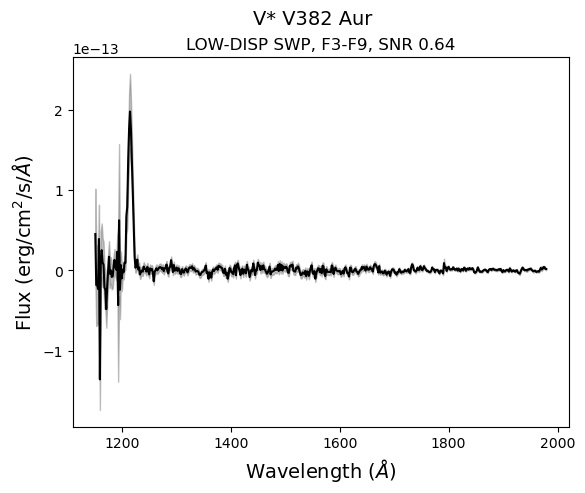 V* V382 Aur
LOW-DISP SWP, F3-F9, SNR 0.64
1e−13
2
1
0
−1
Flux (erg/cm²/s/Å)
1200 1400 1600 1800 2000
Wavelength (Å)